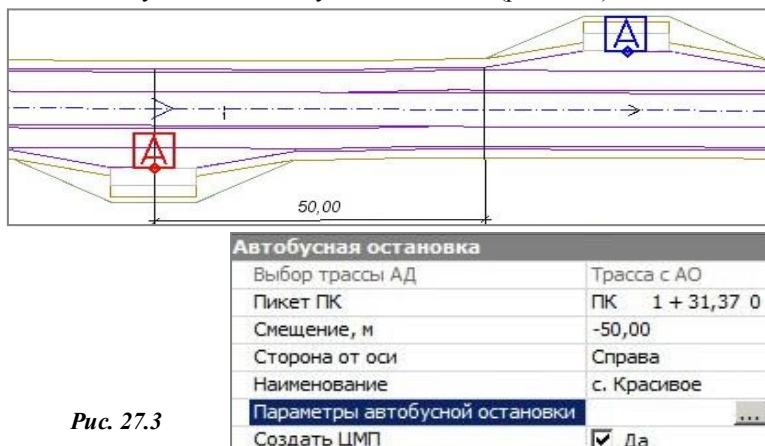 А
А
50,00
Автобусная остановка
Выбор трассы АД Трасса с АО
Пикет ПК ПК 1 + 31,37 0
Смещение, м -50,00
Сторона от оси Справа
Наименование с. Красивое
Параметры автобусной остановки ...
Создать ЦМП Да
Рис. 27.3